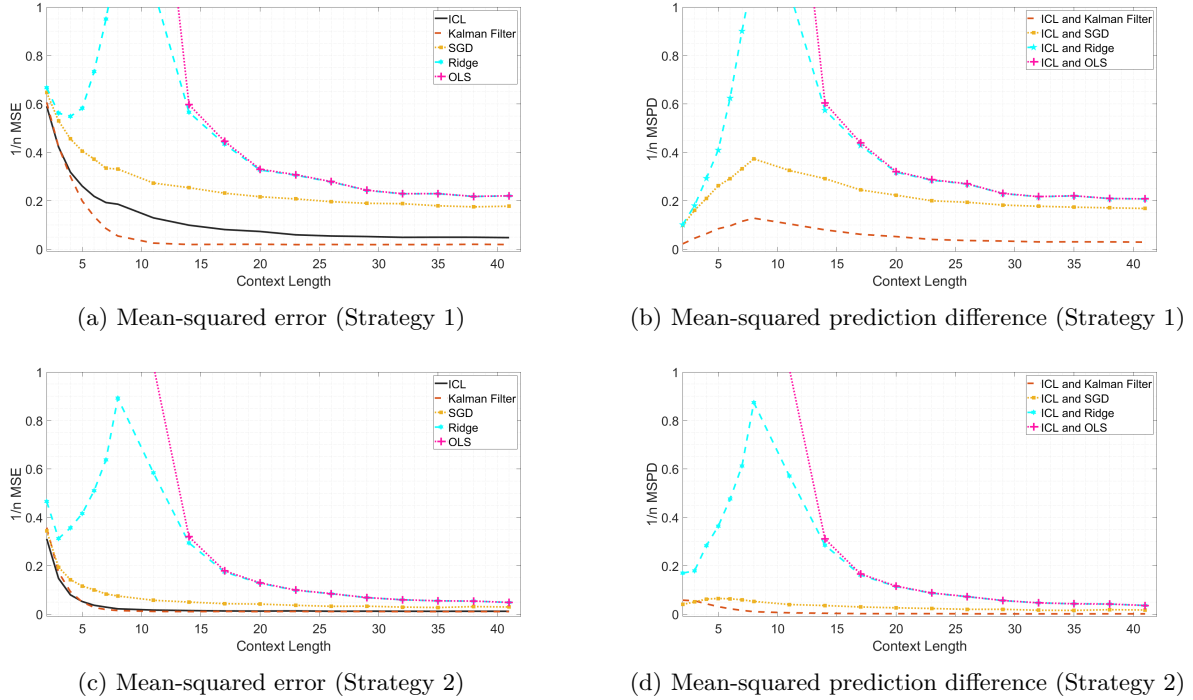 1
0.8
0.6
0.4
0.2
0
1/n MSE
5
10
15
20
25
30
35
40
Context Length
ICL
Kalman Filter
SGD
Ridge
OLS
(a) Mean-squared error (Strategy 1)
1
0.8
0.6
0.4
0.2
0
1/n MSPD
5
10
15
20
25
30
35
40
Context Length
ICL and Kalman Filter
ICL and SGD
ICL and Ridge
ICL and OLS
(b) Mean-squared prediction difference (Strategy 1)
1
0.8
0.6
0.4
0.2
0
1/n MSE
5
10
15
20
25
30
35
40
Context Length
ICL
Kalman Filter
SGD
Ridge
OLS
(c) Mean-squared error (Strategy 2)
1
0.8
0.6
0.4
0.2
0
1/n MSPD
5
10
15
20
25
30
35
40
Context Length
ICL and Kalman Filter
ICL and SGD
ICL and Ridge
ICL and OLS
(d) Mean-squared prediction difference (Strategy 2)